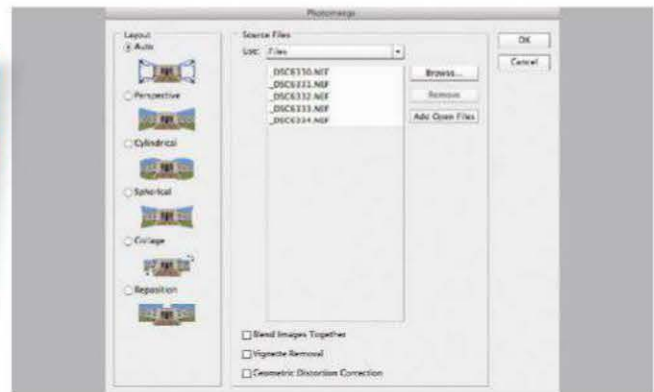 Photomerge
Layout
Auto
Perspective
Cylindrical
Spherical
Collage
Reposition
Source Files
Use: Files
_DSC6330.NEF
_DSC6331.NEF
_DSC6332.NEF
_DSC6333.NEF
_DSC6334.NEF
Browse...
Remove
Add Open Files
Blend Images Together
Vignette Removal
Geometric Distortion Correction
OK
Cancel